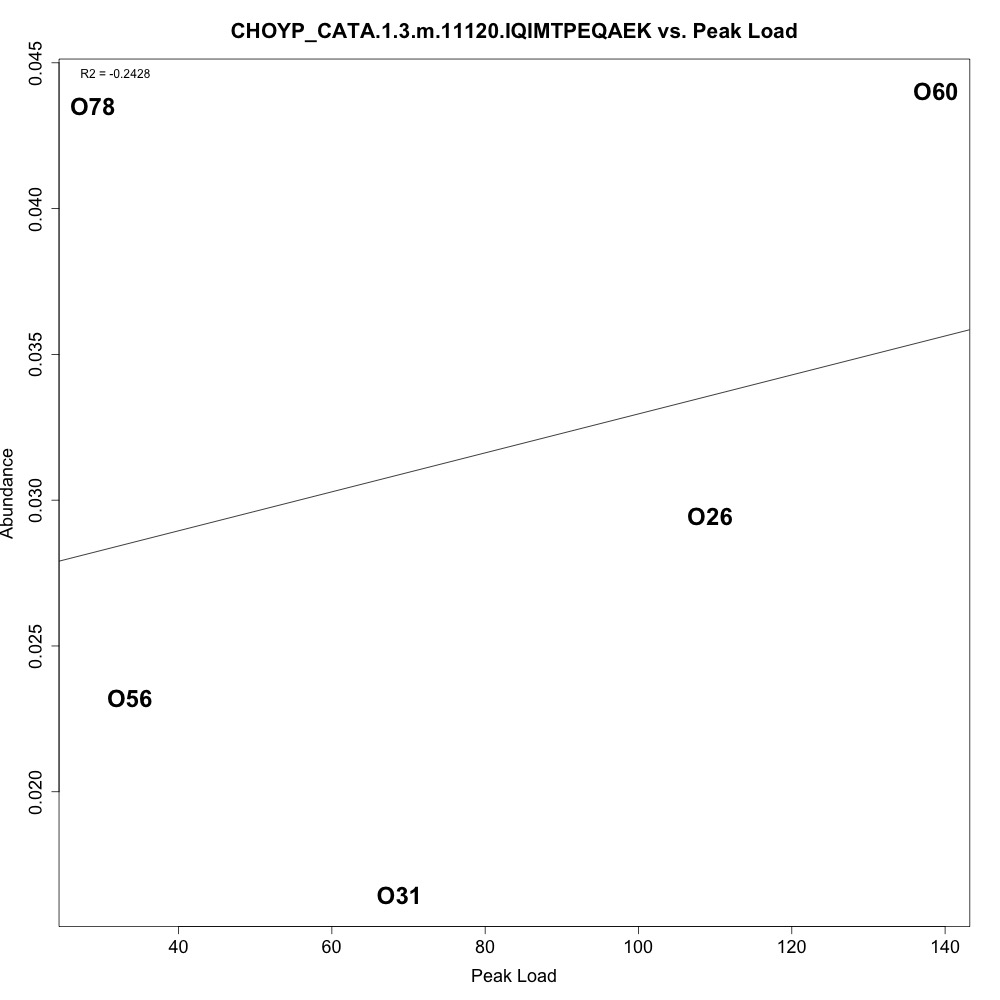 CHOYP_CATA.1.3.m.11120.IQIMTPEQAEK vs. Peak Load
R2 = -0.2428
O78
O60
O26
O56
O31
0.045
0.040
0.035
0.030
0.025
0.020
Abundance
40 60 80 100 120 140
Peak Load